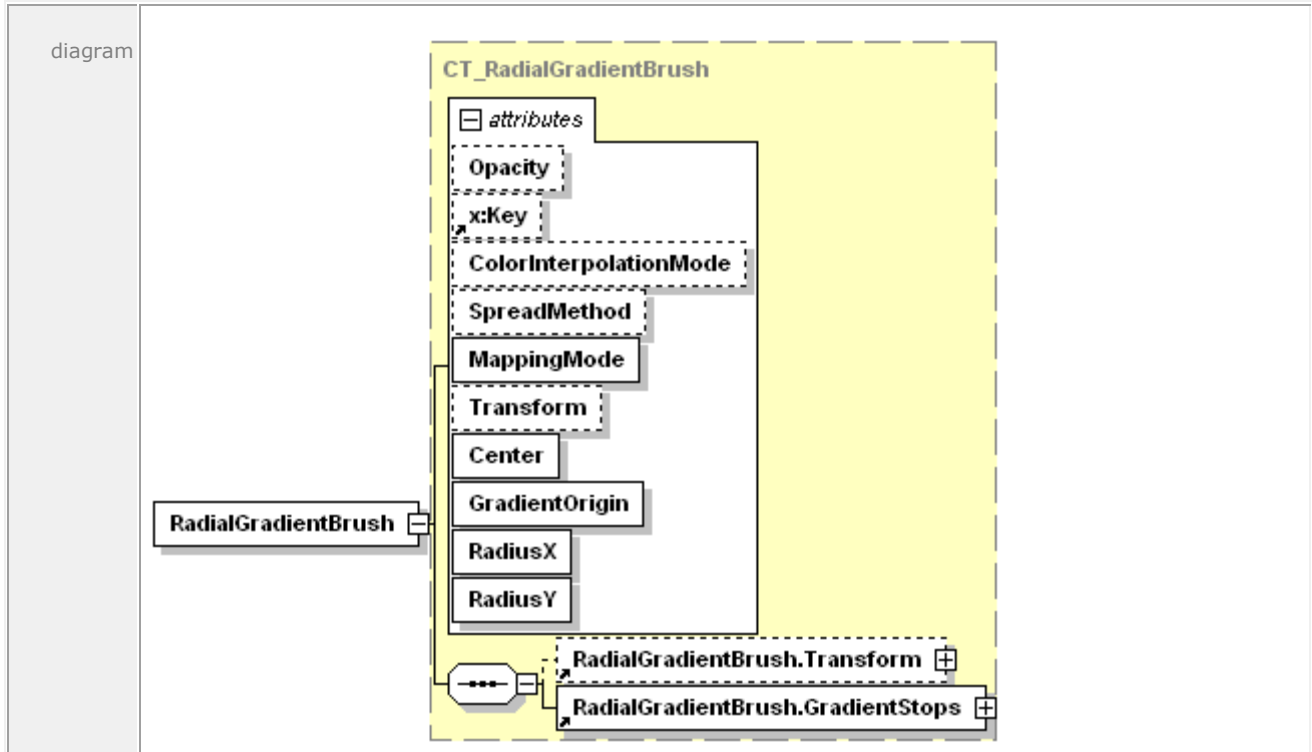 diagram
CT_RadialGradientBrush
attributes
Opacity
x:Key
ColorInterpolationMode
SpreadMethod
MappingMode
Transform
Center
GradientOrigin
RadialGradientBrush
RadiusX
RadiusY
RadialGradientBrush.Transform
RadialGradientBrush.GradientStops